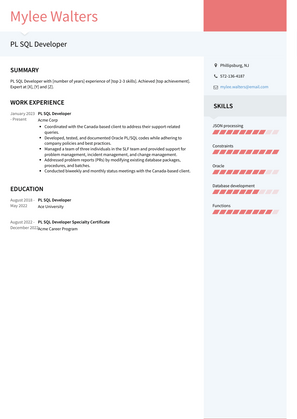 Mylee Walters
PL SQL Developer
SUMMARY
PL SQL Developer with [number of years] experience of [top 2-3 skills]. Achieved [top achievement].
Expert at [X], [Y] and [Z].
WORK EXPERIENCE
January 2023
- Present
PL SQL Developer
Acme Corp
• Coordinated with the Canada-based client to address their support-related
queries.
• Developed, tested, and documented Oracle PL/SQL codes while adhering to
company policies and best practices.
• Managed a team of three individuals in the SLF team and provided support for
problem management, incident management, and change management.
• Addressed problem reports (PRs) by modifying existing database packages,
procedures, and batches.
• Conducted biweekly and monthly status meetings with the Canada-based client.
EDUCATION
August 2018 -
May 2022
PL SQL Developer
Ace University
August 2022 -
December 2022
PL SQL Developer Specialty Certificate
Acme Career Program
Phillipsburg, NJ
572-136-4187
mylee.walters@email.com
SKILLS
JSON processing
Constraints
Oracle
Database development
Functions